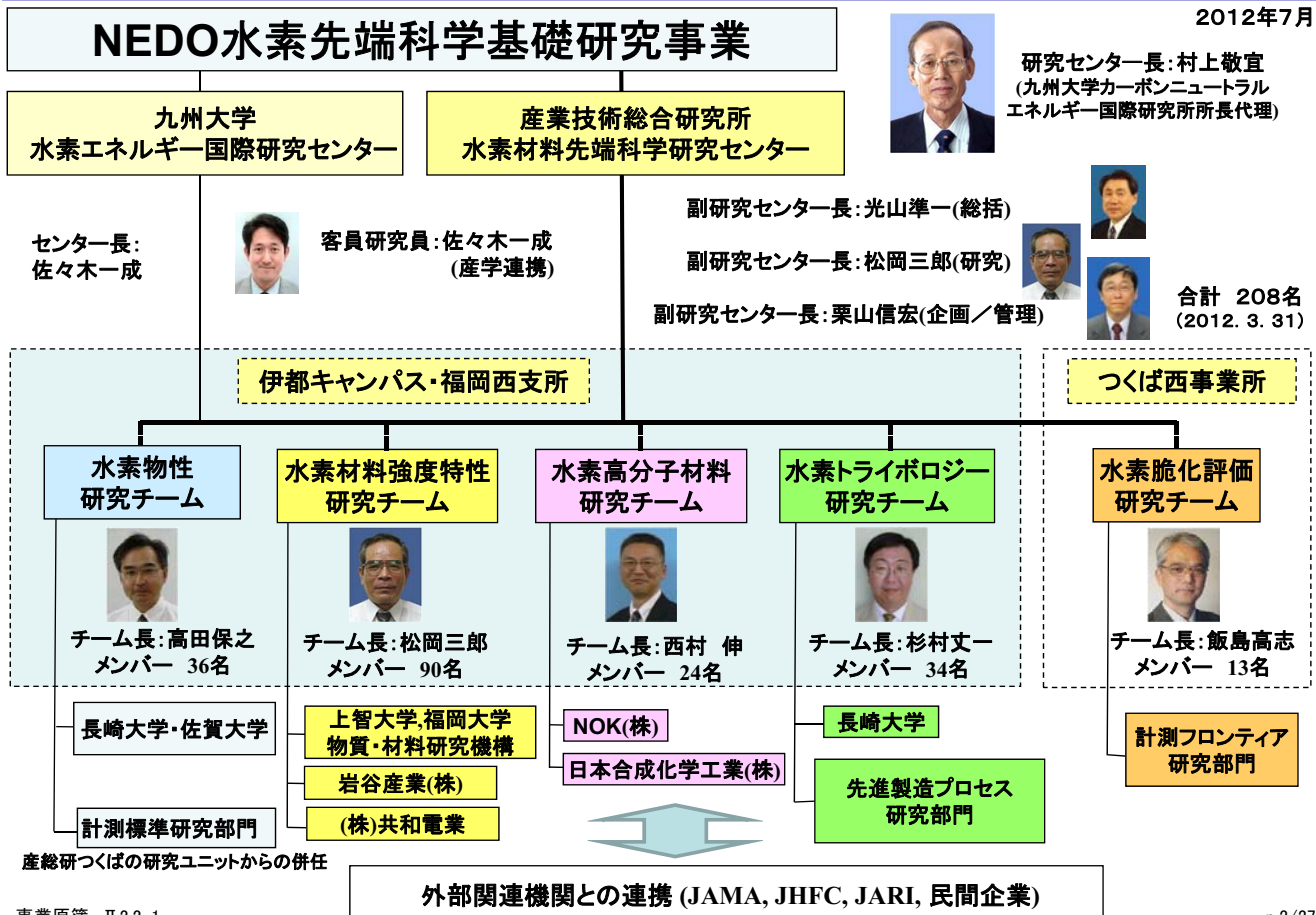 2012年7月
NEDO水素先端科学基礎研究事業
研究センター長：村上敬宜
(九州大学カーボンニュートラル
エネルギー国際研究所所長代理)
九州大学
水素エネルギー国際研究センター
産業技術総合研究所
水素材料先端科学研究センター
センター長：
佐々木一成
客員研究員：佐々木一成
(産学連携)
副研究センター長：光山準一(総括)
副研究センター長：松岡三郎(研究)
副研究センター長：栗山信宏(企画／管理)
合計 208名
(2012. 3. 31)
伊都キャンパス・福岡西支所
つくば西事業所
水素物性
研究チーム
チーム長：高田保之
メンバー 36名
水素材料強度特性
研究チーム
チーム長：松岡三郎
メンバー 90名
水素高分子材料
研究チーム
チーム長：西村 伸
メンバー 24名
水素トライボロジー
研究チーム
チーム長：杉村丈一
メンバー 34名
水素脆化評価
研究チーム
チーム長：飯島高志
メンバー 13名
長崎大学・佐賀大学
計測標準研究部門
産総研つくばの研究ユニットからの併任
上智大学,福岡大学
物質・材料研究機構
岩谷産業(株)
(株)共和電業
NOK(株)
日本合成化学工業(株)
長崎大学
先進製造プロセス
研究部門
計測フロンティア
研究部門
外部関連機関との連携 (JAMA, JHFC, JARI, 民間企業)